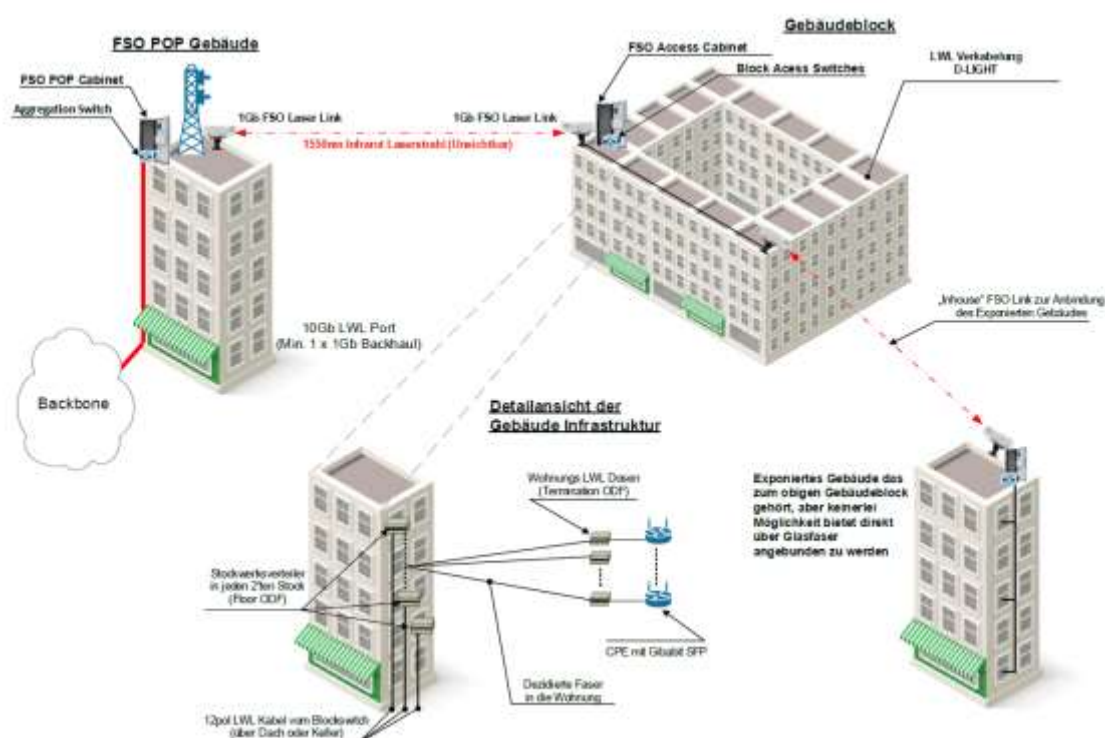 FSO POP Gebäude
FSO POP Cabinet
Aggregation Switch
1Gb FSO Laser Link
1Gb FSO Laser Link
1550nm Infrarot Laserstrahl (Unsichtbar)
Gebäudeblock
FSO Access Cabinet
Block Acess Switches
LWL Verkabelung
D-LIGHT
10Gb LWL Port
(Min. 1 x 1Gb Backhaul)
Backbone
„Inhouse" FSO Link zur Anbindung
des Exponierten Gebäudes
Detailansicht der
Gebäude Infrastruktur
Wohnungs LWL Dosen
(Termination ODF)
Stockwerksverteiler
in jeden 2'ten Stock
(Floor ODF)
CPE mit Gibabit SFP
Dezidierte Faser
in die Wohnung
12pol LWL Kabel vom Blockswitch
(über Dach oder Keller)
Exponiertes Gebäude das
zum obigen Gebäudeblock
gehört, aber keinerlei
Möglichkeit bietet direkt
über Glasfaser
angebunden zu werden